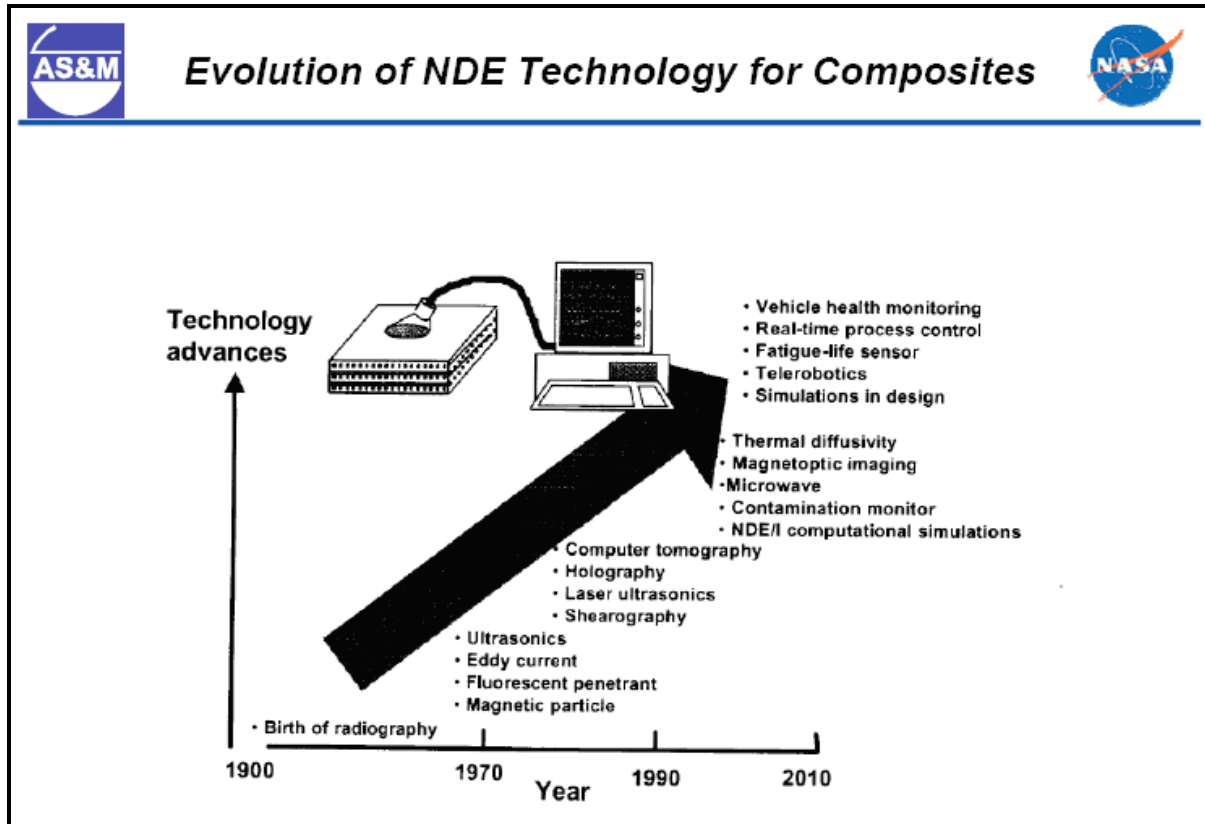 AS&M
Evolution of NDE Technology for Composites
NASA
Technology
advances
• Vehicle health monitoring
• Real-time process control
• Fatigue-life sensor
• Telerobotics
• Simulations in design
• Thermal diffusivity
• Magnetoptic imaging
•Microwave
• Contamination monitor
• NDE/I computational simulations
• Computer tomography
• Holography
• Laser ultrasonics
• Shearography
• Ultrasonics
• Eddy current
• Fluorescent penetrant
• Magnetic particle
• Birth of radiography
1900 1970 1990 2010
Year